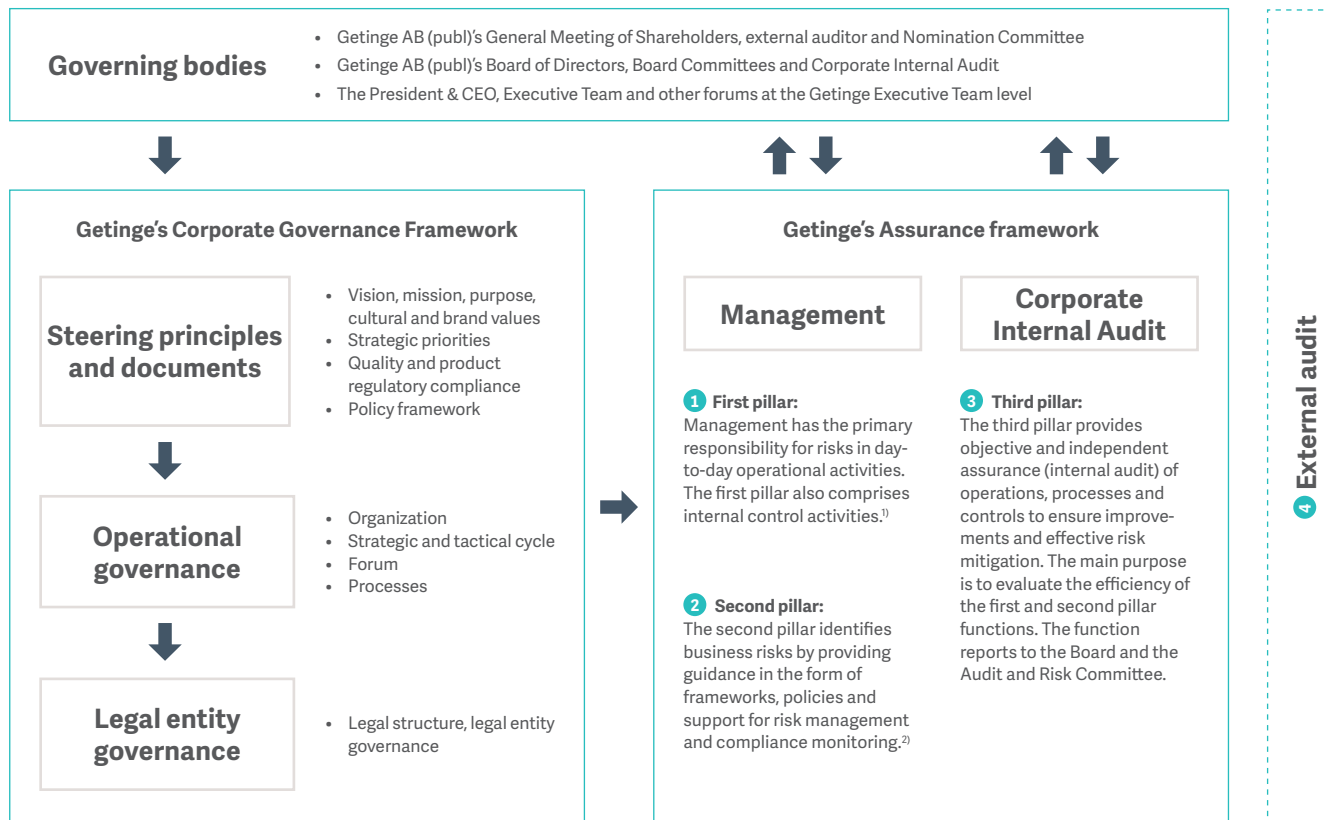 Governing bodies
• Getinge AB (publ)'s General Meeting of Shareholders, external auditor and Nomination Committee
• Getinge AB (publ)'s Board of Directors, Board Committees and Corporate Internal Audit
• The President & CEO, Executive Team and other forums at the Getinge Executive Team level
Getinge's Corporate Governance Framework
Steering principles
and documents
• Vision, mission, purpose,
cultural and brand values
• Strategic priorities
• Quality and product
regulatory compliance
• Policy framework
Operational
governance
• Organization
• Strategic and tactical cycle
• Forum
• Processes
Legal entity
governance
• Legal structure, legal entity
governance
Getinge's Assurance framework
Management
1 First pillar:
Management has the primary
responsibility for risks in day-
to-day operational activities.
The first pillar also comprises
internal control activities.1)
2 Second pillar:
The second pillar identifies
business risks by providing
guidance in the form of
frameworks, policies and
support for risk management
and compliance monitoring.2)
Corporate
Internal Audit
3 Third pillar:
The third pillar provides
objective and independent
assurance (internal audit) of
operations, processes and
controls to ensure improve-
ments and effective risk
mitigation. The main purpose
is to evaluate the efficiency of
the first and second pillar
functions. The function
reports to the Board and the
Audit and Risk Committee.
4 External audit